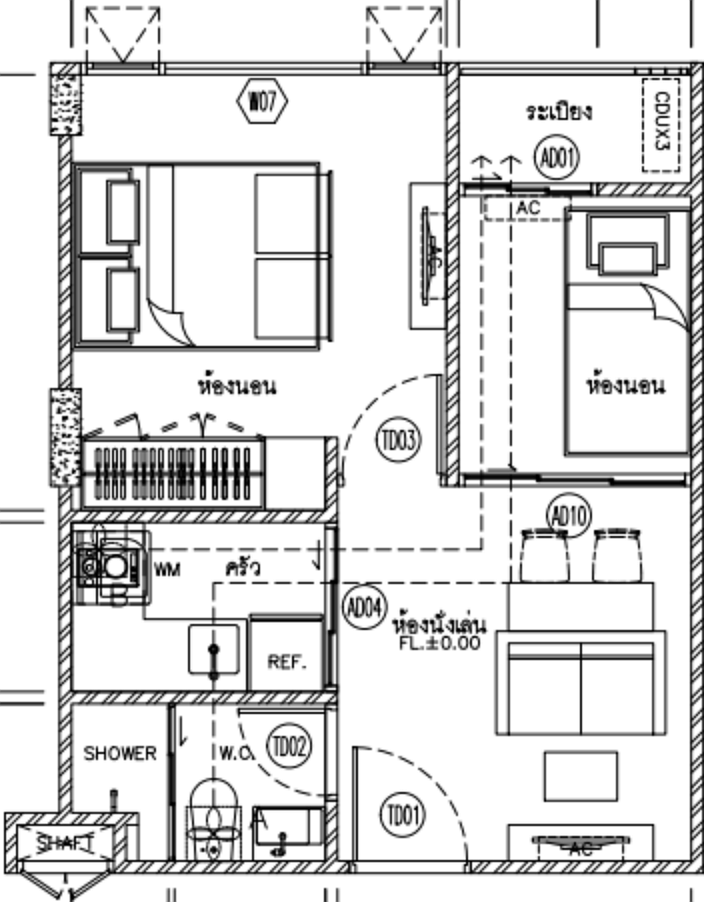 W07
ระเบียง
CDUX3
AD01
AC
AC
ห้องนอน
ห้องนอน
TD03
AD10
WM
ครัว
AD04
ห้องนั่งเล่น
FL.±0.00
REF.
SHOWER
W.C.
TD02
TD01
SHAFT
AC